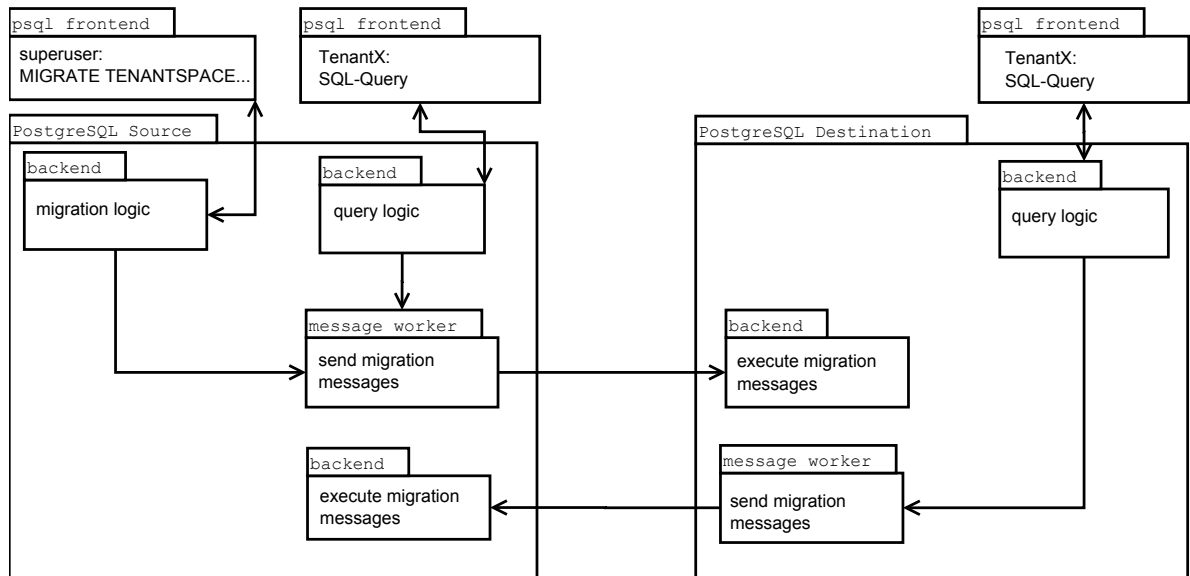 psql frontend
superuser:
MIGRATE TENANTSPACE...
psql frontend
TenantX:
SQL-Query
psql frontend
TenantX:
SQL-Query
PostgreSQL Source
backend
migration logic
backend
query logic
message worker
send migration
messages
backend
execute migration
messages
PostgreSQL Destination
backend
query logic
backend
execute migration
messages
message worker
send migration
messages